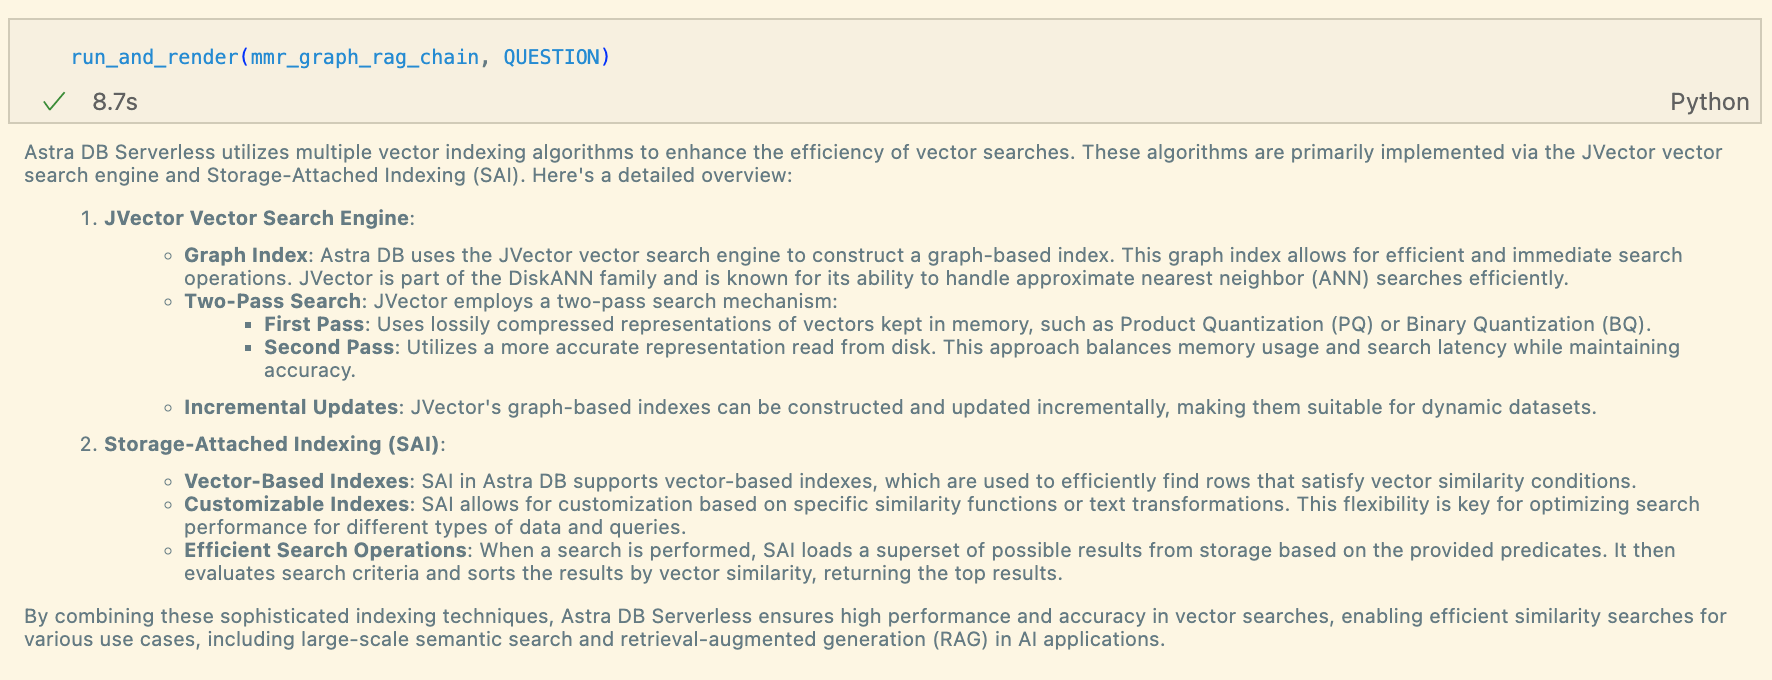 run_and_render(mmr_graph_rag_chain, QUESTION)
✓ 8.7s Python
Astra DB Serverless utilizes multiple vector indexing algorithms to enhance the efficiency of vector searches. These algorithms are primarily implemented via the JVector vector
search engine and Storage-Attached Indexing (SAI). Here's a detailed overview:
1. JVector Vector Search Engine:
◦ Graph Index: Astra DB uses the JVector vector search engine to construct a graph-based index. This graph index allows for efficient and immediate search
operations. JVector is part of the DiskANN family and is known for its ability to handle approximate nearest neighbor (ANN) searches efficiently.
◦ Two-Pass Search: JVector employs a two-pass search mechanism:
▪ First Pass: Uses lossily compressed representations of vectors kept in memory, such as Product Quantization (PQ) or Binary Quantization (BQ).
▪ Second Pass: Utilizes a more accurate representation read from disk. This approach balances memory usage and search latency while maintaining
accuracy.
◦ Incremental Updates: JVector's graph-based indexes can be constructed and updated incrementally, making them suitable for dynamic datasets.
2. Storage-Attached Indexing (SAI):
◦ Vector-Based Indexes: SAI in Astra DB supports vector-based indexes, which are used to efficiently find rows that satisfy vector similarity conditions.
◦ Customizable Indexes: SAI allows for customization based on specific similarity functions or text transformations. This flexibility is key for optimizing search
performance for different types of data and queries.
◦ Efficient Search Operations: When a search is performed, SAI loads a superset of possible results from storage based on the provided predicates. It then
evaluates search criteria and sorts the results by vector similarity, returning the top results.
By combining these sophisticated indexing techniques, Astra DB Serverless ensures high performance and accuracy in vector searches, enabling efficient similarity searches for
various use cases, including large-scale semantic search and retrieval-augmented generation (RAG) in AI applications.